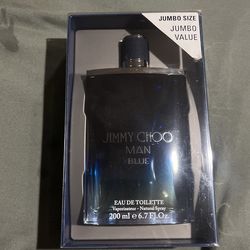 JUMBO SIZE
JUMBO
VALUE
JIMMY CHOO
MAN
BLUE
EAU DE TOILETTE
Vaporisateur - Natural Spray
200 ml e 6.7 Fl.Oz.